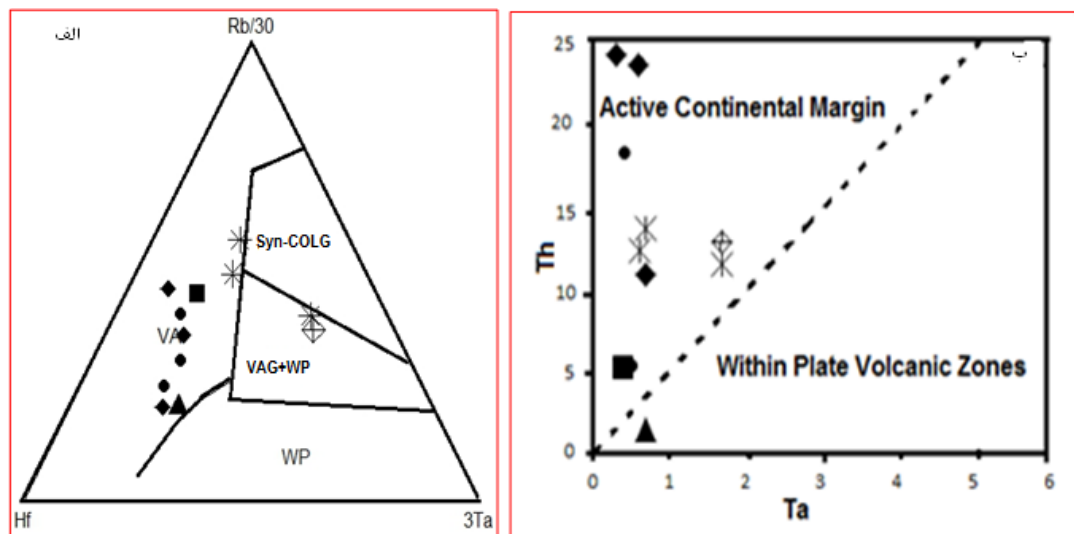 الف
Rb/30
Syn-COLG
VA
VAG+WP
WP
Hf
3Ta
ب
25
Active Continental Margin
20
15
Th
10
Within Plate Volcanic Zones
5
0
0 1 2 3 4 5 6
Ta